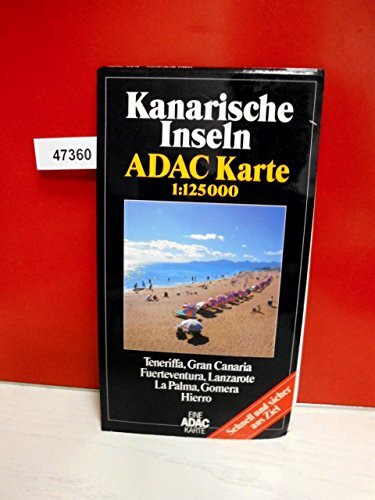 47360
Kanarische
Inseln
ADAC Karte
1:125000
Teneriffa, Gran Canaria
Fuerteventura, Lanzarote
La Palma, Gomera
Hierro
EINE
ADAC
KARTE
Schnell und sicher
ans Ziel